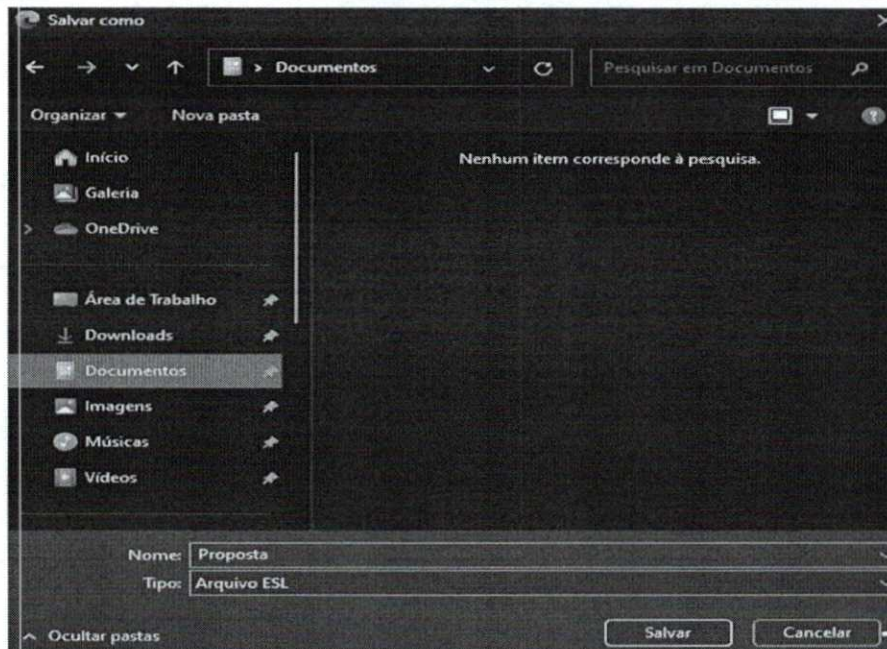 Salvar como
Documentos
Pesquisar em Documentos
Organizar
Nova pasta
Início
Galeria
OneDrive
Nenhum item corresponde à pesquisa.
Área de Trabalho
Downloads
Documentos
Imagens
Músicas
Vídeos
Nome: Proposta
Tipo: Arquivo ESL
Ocultar pastas
Salvar
Cancelar